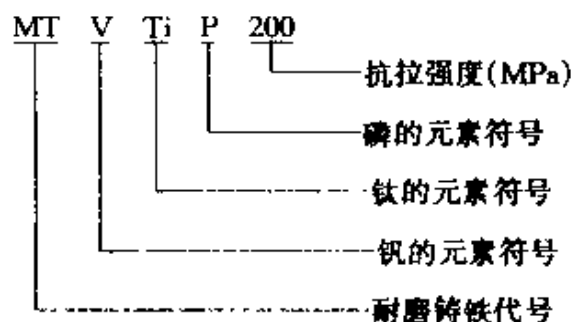 MT V Ti P 200
抗拉强度(MPa)
磷的元素符号
钛的元素符号
钒的元素符号
耐磨铸铁代号